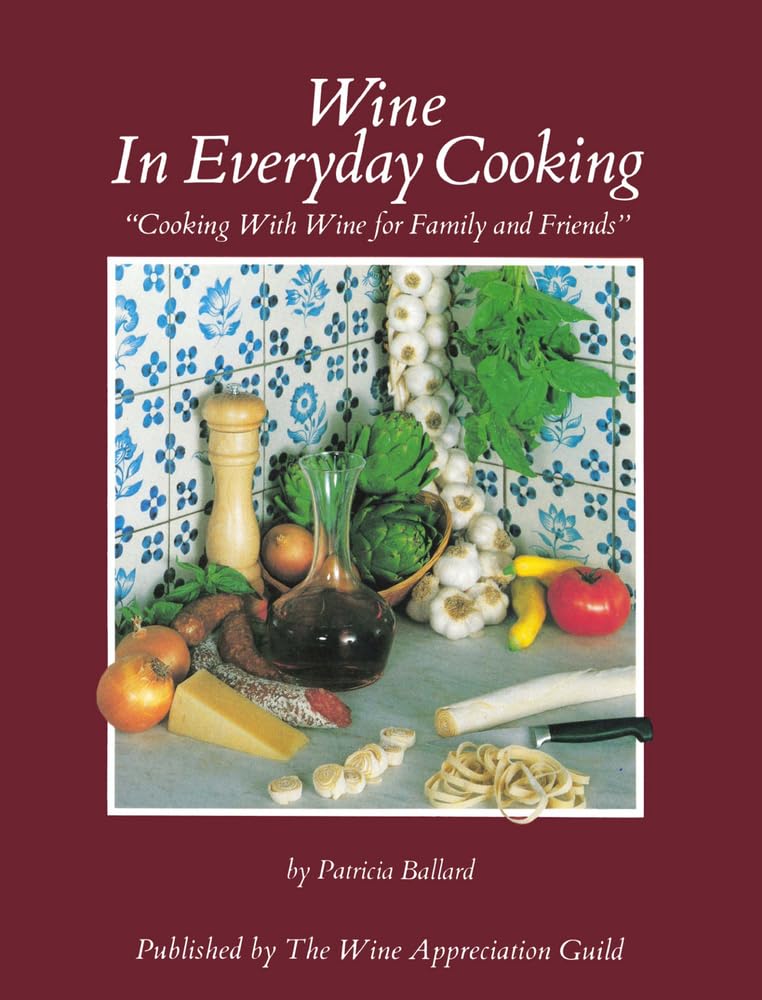 Wine
In Everyday Cooking
“Cooking With Wine for Family and Friends”
by Patricia Ballard
Published by The Wine Appreciation Guild